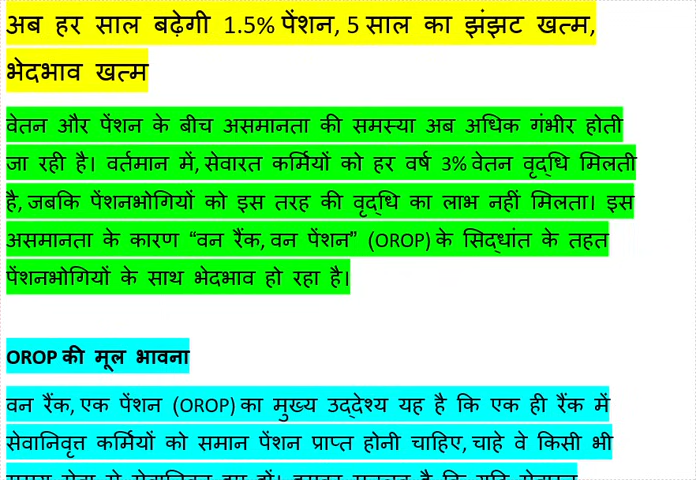 अब हर साल बढ़ेगी 1.5% पेंशन, 5 साल का झंझट खत्म,
भेदभाव खत्म
वेतन और पेंशन के बीच असमानता की समस्या अब अधिक गंभीर होती
जा रही है। वर्तमान में, सेवारत कर्मियों को हर वर्ष 3% वेतन वृद्धि मिलती
है, जबकि पेंशनभोगियों को इस तरह की वृद्धि का लाभ नहीं मिलता। इस
असमानता के कारण “वन रैंक, वन पेंशन” (OROP) के सिद्धांत के तहत
पेंशनभोगियों के साथ भेदभाव हो रहा है।
OROP की मूल भावना
वन रैंक, एक पेंशन (OROP) का मुख्य उद्देश्य यह है कि एक ही रैंक में
सेवानिवृत्त कर्मियों को समान पेंशन प्राप्त होनी चाहिए, चाहे वे किसी भी